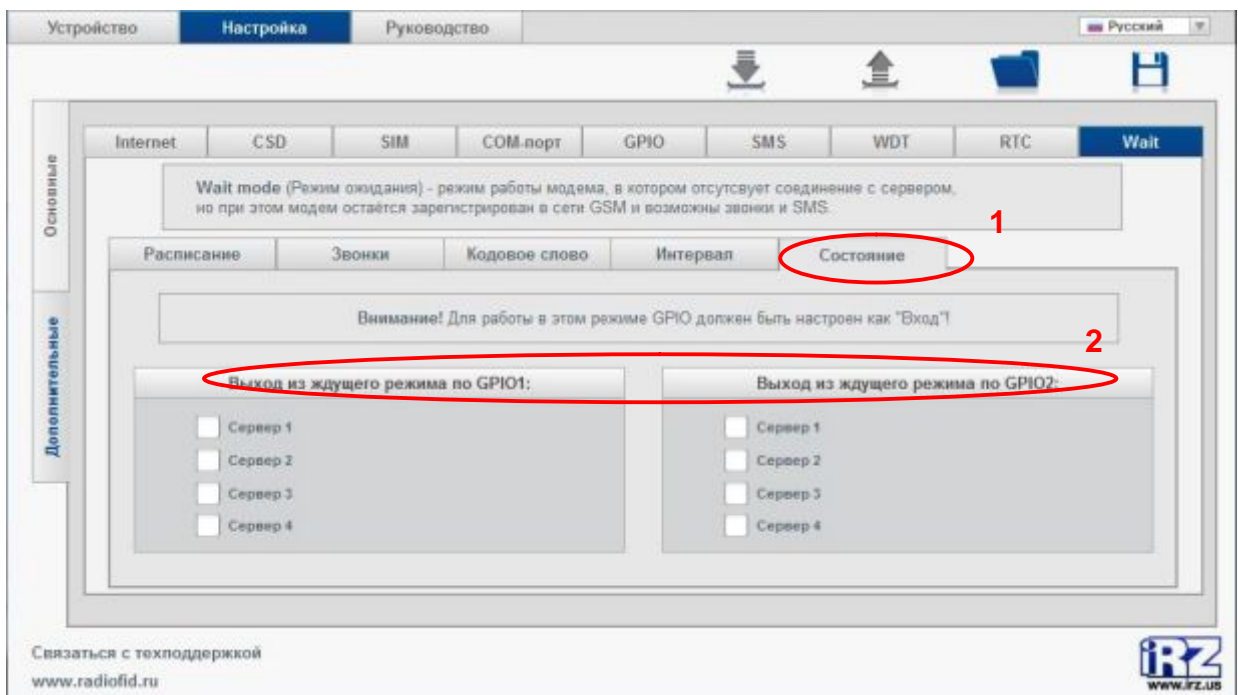 Устройство Настройка Руководство Русский
Internet CSD SIM COM-порт GPIO SMS WDT RTC Wait
Основные
Дополнительные
Wait mode (Режим ожидания) - режим работы модема, в котором отсутсвует соединение с сервером,
но при этом модем остаётся зарегистрирован в сети GSM и возможны звонки и SMS.
1
Расписание Звонки Кодовое слово Интервал Состояние
Внимание! Для работы в этом режиме GPIO должен быть настроен как "Вход"!
2
Выход из ждущего режима по GPIO1: Выход из ждущего режима по GPIO2:
Сервер 1 Сервер 1
Сервер 2 Сервер 2
Сервер 3 Сервер 3
Сервер 4 Сервер 4
Связаться с техподдержкой
www.radiofid.ru
iRZ
www.irz.us